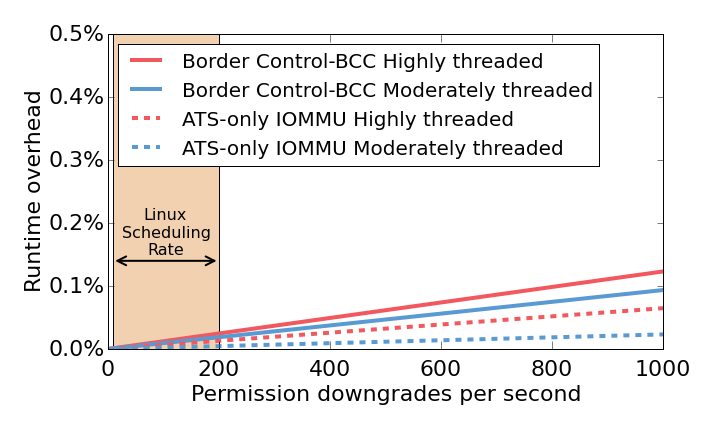 0.5%
0.4%
0.3%
0.2%
0.1%
0.0%
Runtime overhead
Border Control-BCC Highly threaded
Border Control-BCC Moderately threaded
ATS-only IOMMU Highly threaded
ATS-only IOMMU Moderately threaded
Linux
Scheduling
Rate
0 200 400 600 800 1000
Permission downgrades per second